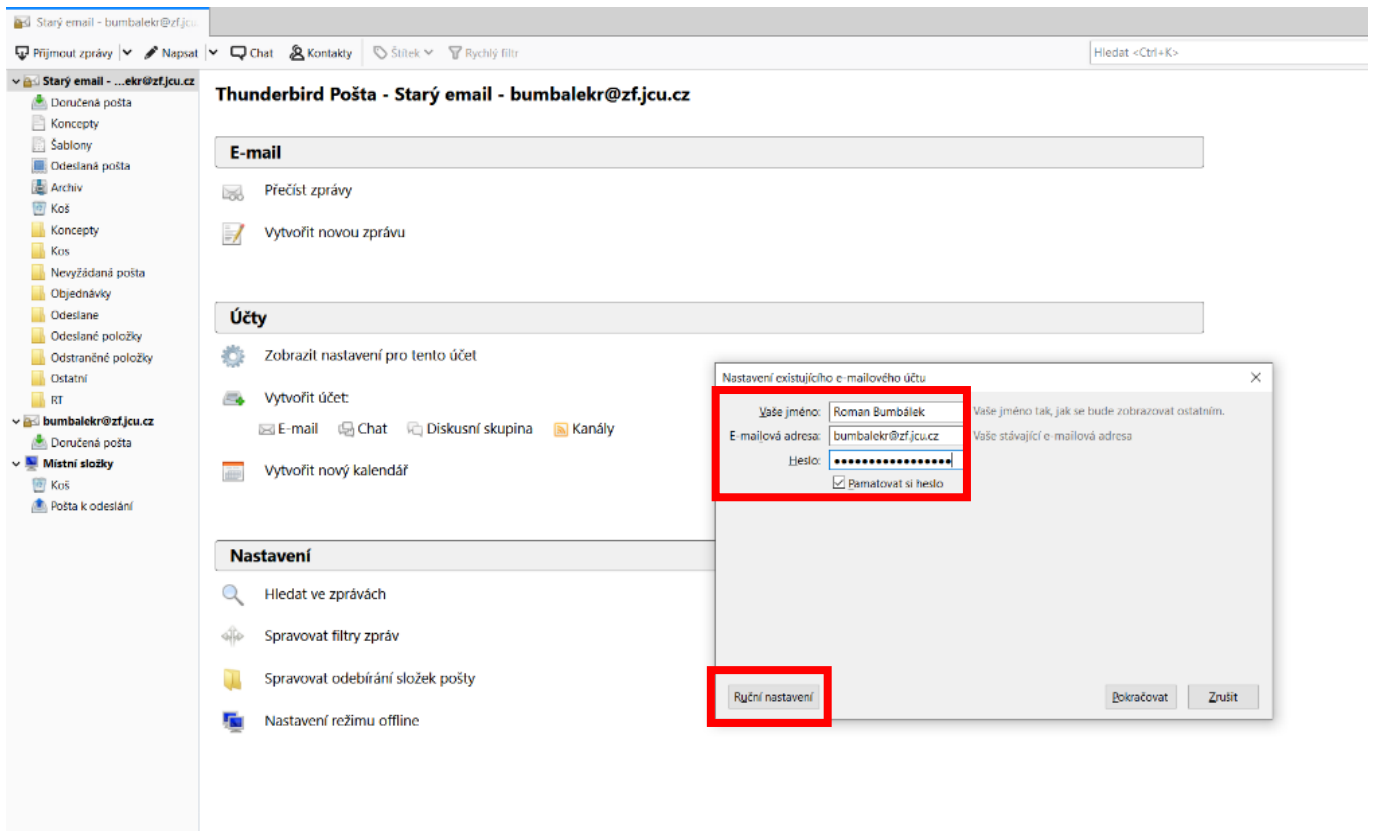 Starý email - bumbalekr@zf.jcu
Přijmout zprávy Napsat Chat Kontakty Štítek Rychlý filtr Hledat <Ctrl+K>
Starý email - ...ekr@zf.jcu.cz
Doručená pošta
Koncepty
Šablony
Odeslaná pošta
Archiv
Koš
Koncepty
Kos
Nevyžádaná pošta
Objednávky
Odeslane
Odeslané položky
Odstraněné položky
Ostatní
RT
bumbalekr@zf.jcu.cz
Doručená pošta
Místní složky
Koš
Pošta k odeslání
Thunderbird Pošta - Starý email - bumbalekr@zf.jcu.cz
E-mail
Přečíst zprávy
Vytvořit novou zprávu
Účty
Zobrazit nastavení pro tento účet
Vytvořit účet:
E-mail Chat Diskusní skupina Kanály
Vytvořit nový kalendář
Nastavení
Hledat ve zprávách
Spravovat filtry zpráv
Spravovat odebírání složek pošty
Nastavení režimu offline
Nastavení existujícího e-mailového účtu
Vaše jméno: Roman Bumbálek Vaše jméno tak, jak se bude zobrazovat ostatním.
E-mailová adresa: bumbalekr@zf.jcu.cz Vaše stávající e-mailová adresa
Heslo: •••••••••••••••••
Pamatovat si heslo
Ruční nastavení Pokračovat Zrušit